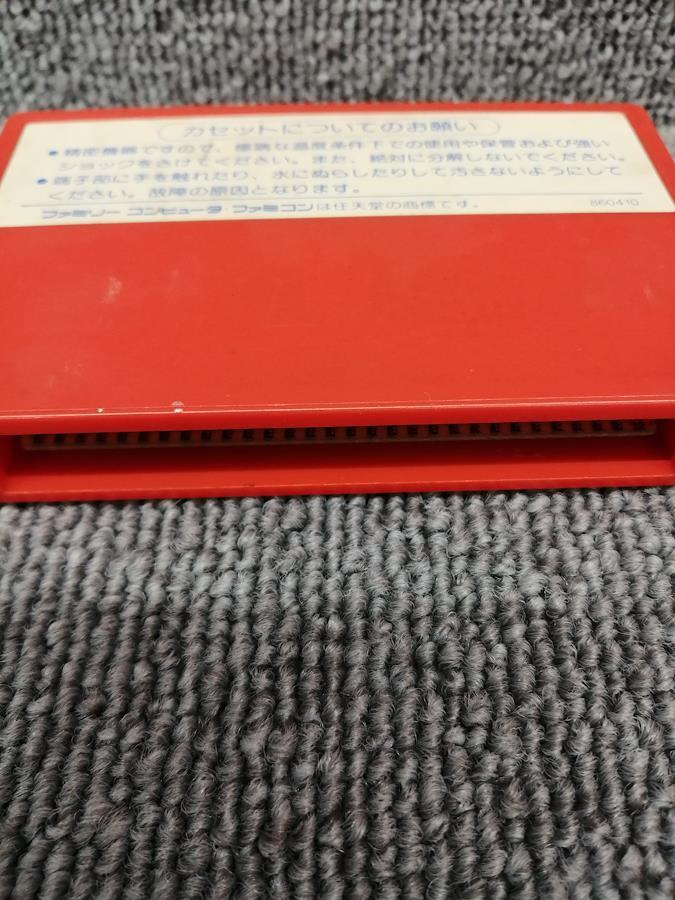 カセットについてのお願い
● 精密機器ですので、極端な温度条件下での使用や保管および強い
ショックをさけてください。また、絶対に分解しないでください。
● 端子部に手を触れたり、水にぬらしたりして汚さないようにして
ください。故障の原因となります。
ファミリー コンピュータ・ファミコンは任天堂の商標です。
860410